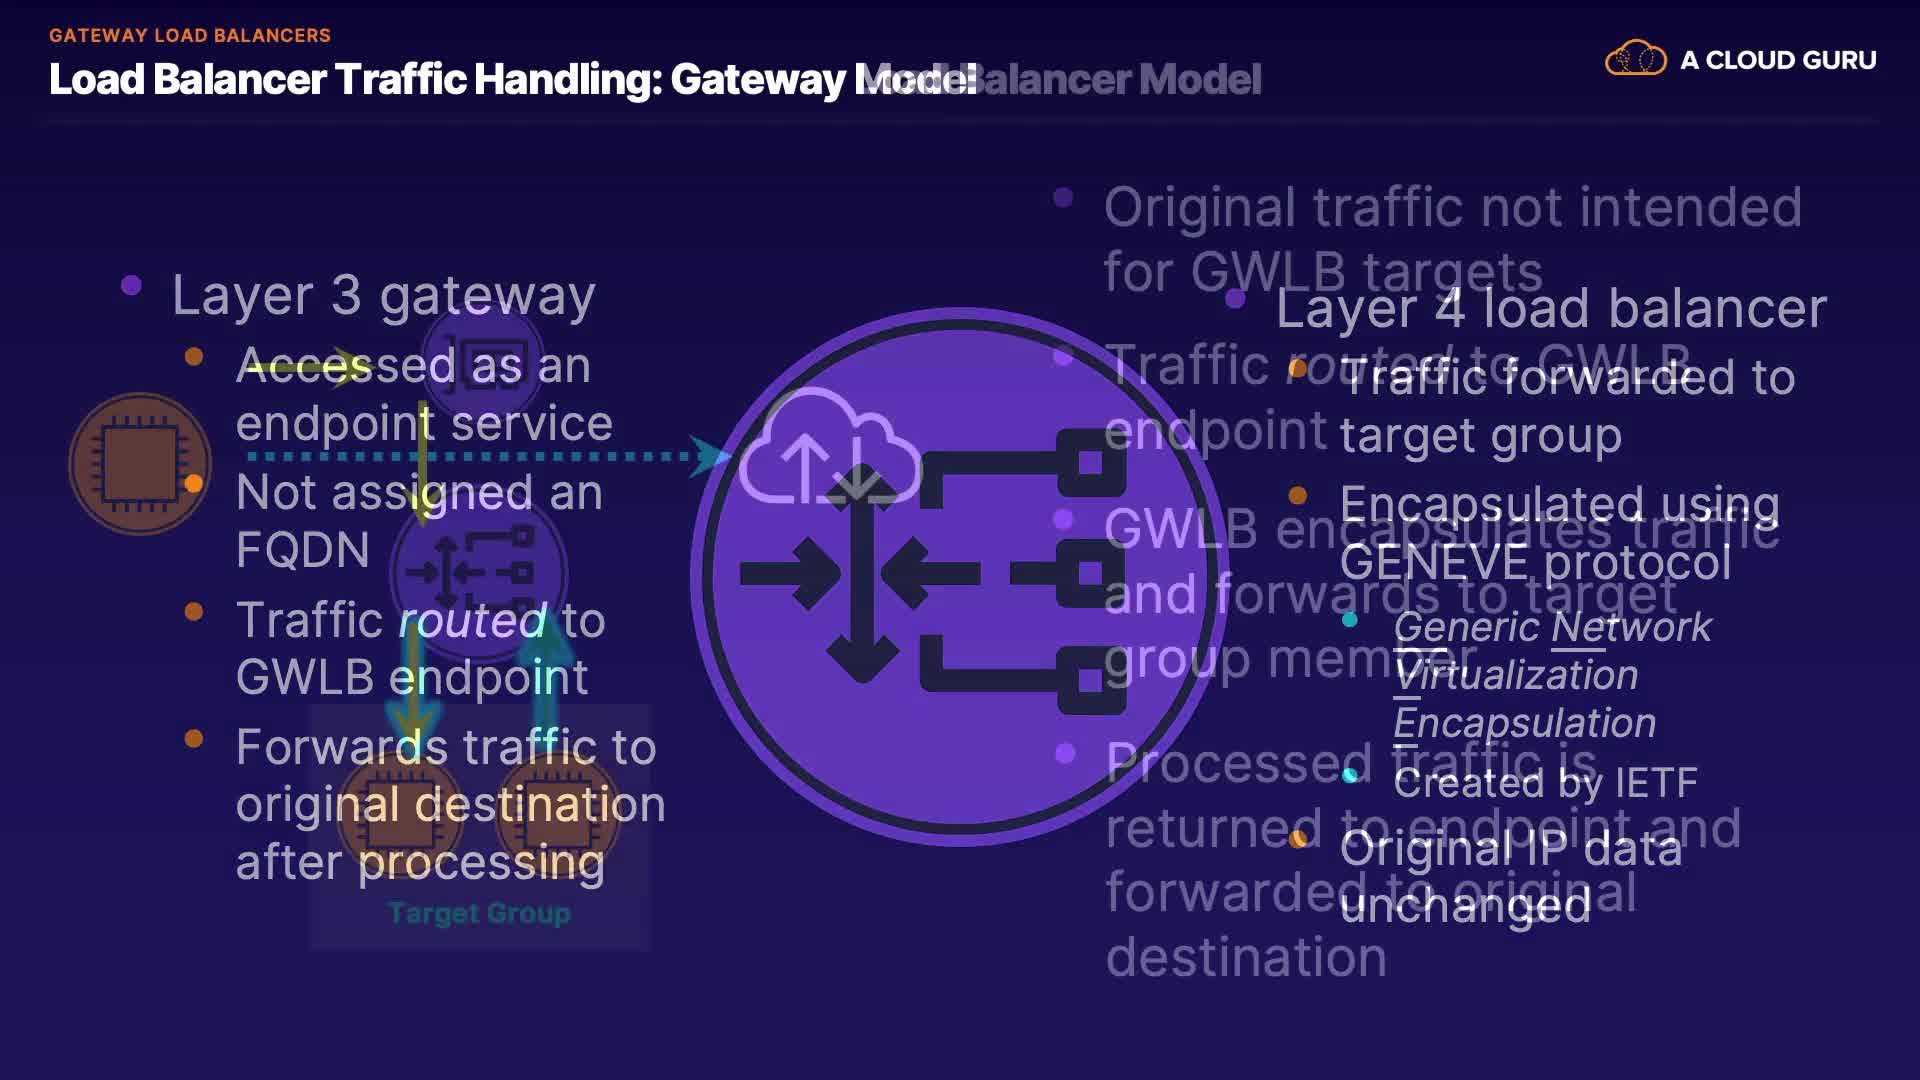 GATEWAY LOAD BALANCERS
Load Balancer Traffic Handling: Gateway Model
Balancer Model
A CLOUD GURU
Layer 3 gateway
Accessed as an
endpoint service
Not assigned an
FQDN
Traffic routed to
GWLB endpoint
Forwards traffic to
original destination
after processing
Target Group
Original traffic not intended
for GWLB targets
Traffic routed to GWLB
endpoint
GWLB encapsulates traffic
and forwards to target
group member
Processed traffic is
returned to endpoint and
forwarded to original
destination
Layer 4 load balancer
Traffic forwarded to
target group
Encapsulated using
GENEVE protocol
Generic Network
Virtualization
Encapsulation
Created by IETF
Original IP data
unchanged